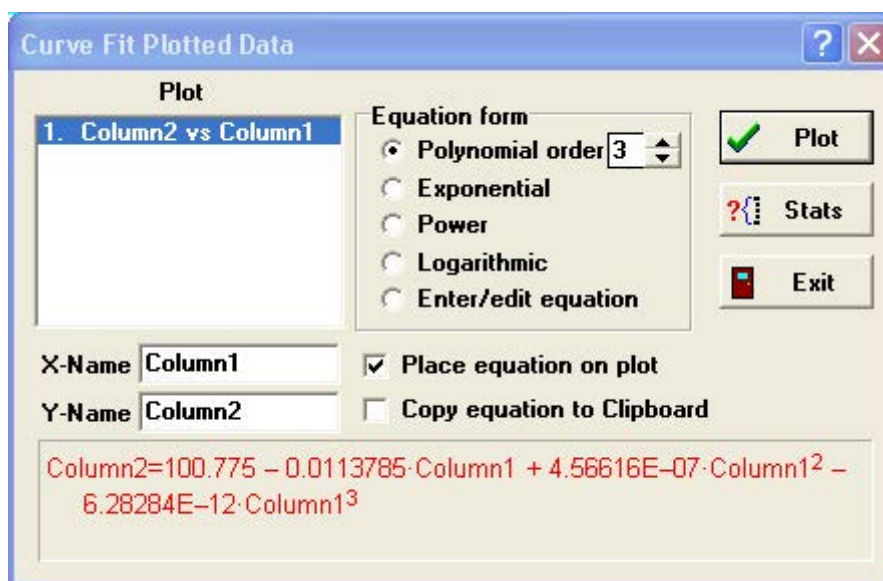 Curve Fit Plotted Data
Plot
1. Column2 vs Column1
Equation form
Polynomial order 3
Exponential
Power
Logarithmic
Enter/edit equation
Plot
?{ Stats
Exit
X-Name Column1
Y-Name Column2
Place equation on plot
Copy equation to Clipboard
Column2=100.775 – 0.0113785·Column1 + 4.56616E–07·Column1² –
6.28284E–12·Column1³